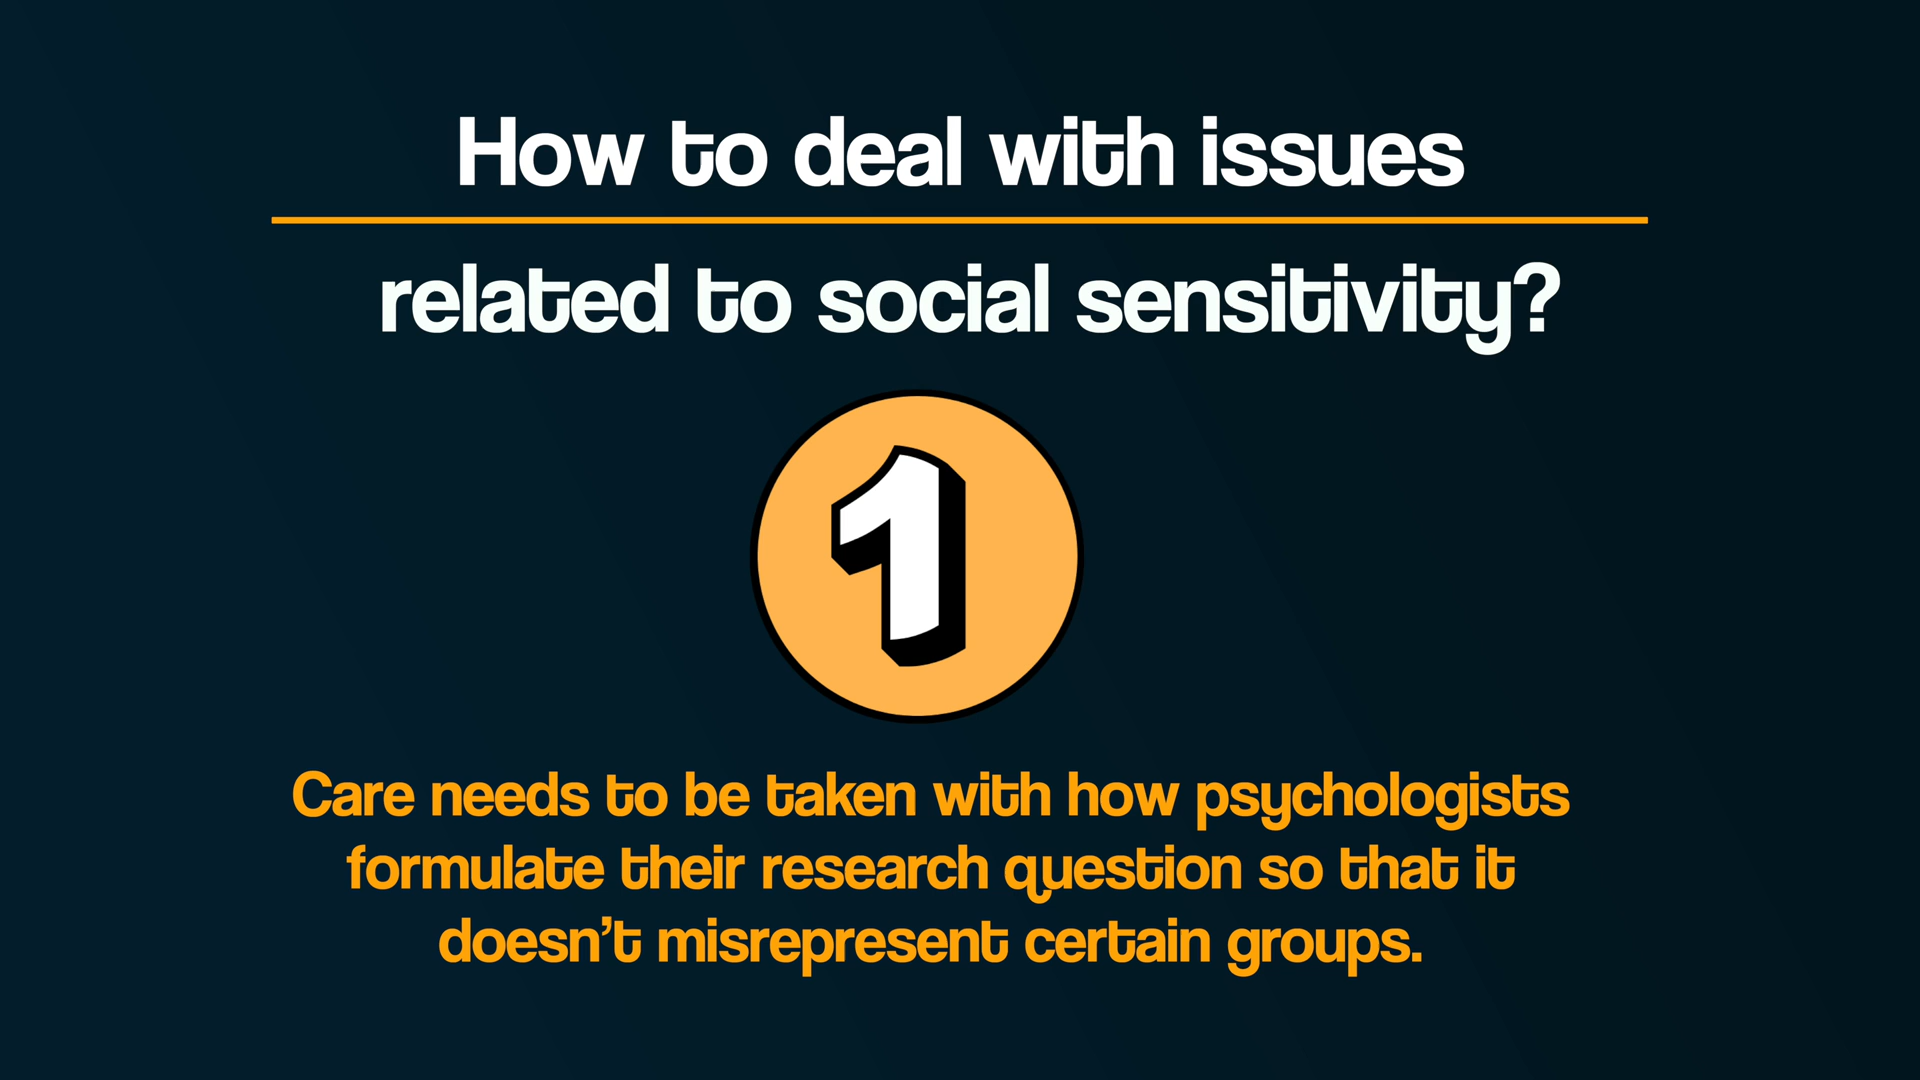 How to deal with issues
related to social sensitivity?
1
Care needs to be taken with how psychologists
formulate their research question so that it
doesn’t misrepresent certain groups.